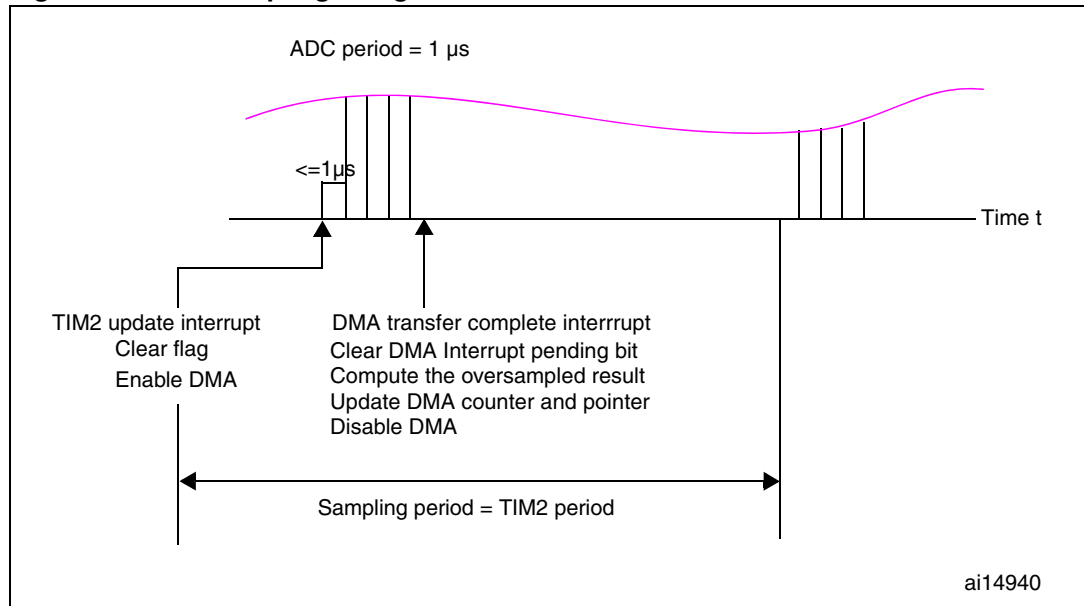 ADC period = 1 µs
<=1µs
Time t
TIM2 update interrupt
Clear flag
Enable DMA
DMA transfer complete interrrupt
Clear DMA Interrupt pending bit
Compute the oversampled result
Update DMA counter and pointer
Disable DMA
Sampling period = TIM2 period
ai14940